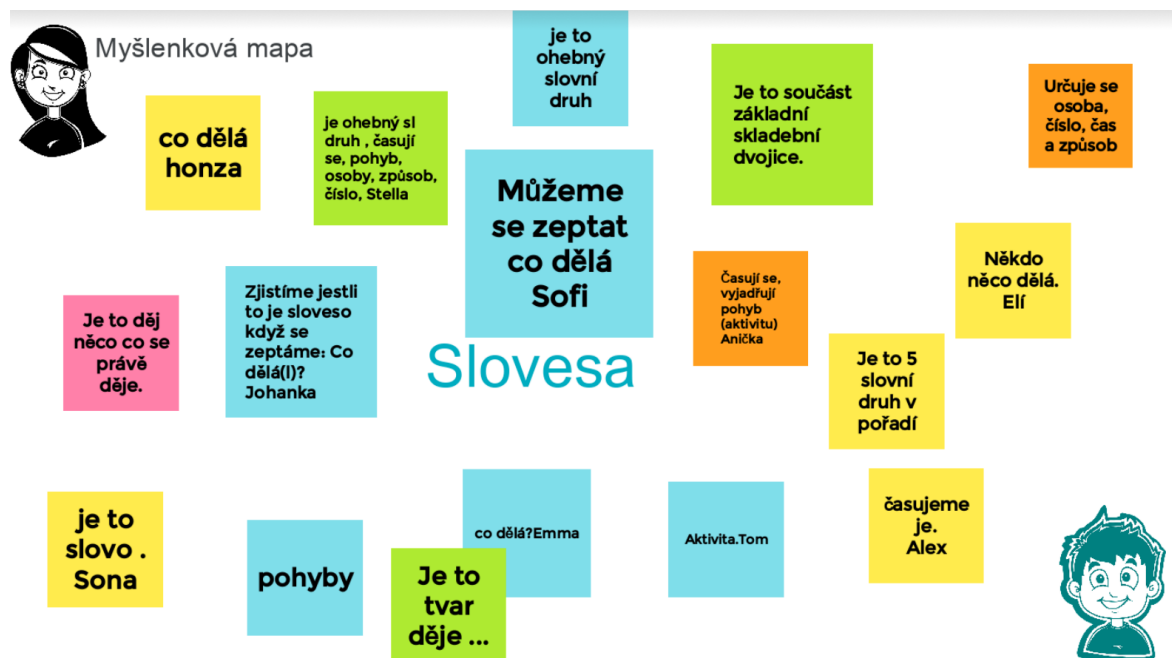 Myšlenková mapa
je to
ohebný
slovní
druh
co dělá
honza
je ohebný sl
druh , časují
se, pohyb,
osoby, způsob,
číslo, Stella
Je to součást
základní
skladební
dvojice.
Určuje se
osoba,
číslo, čas
a způsob
Můžeme
se zeptat
co dělá
Sofi
Je to děj
něco co se
právě
děje.
Zjistíme jestli
to je sloveso
když se
zeptáme: Co
dělá(l)?
Johanka
Časují se,
vyjadřují
pohyb
(aktivitu)
Anička
Někdo
něco dělá.
Elí
Slovesa
Je to 5
slovní
druh v
pořadí
je to
slovo .
Sona
pohyby
co dělá?Emma
Je to
tvar
děje ...
Aktivita.Tom
časujeme
je.
Alex